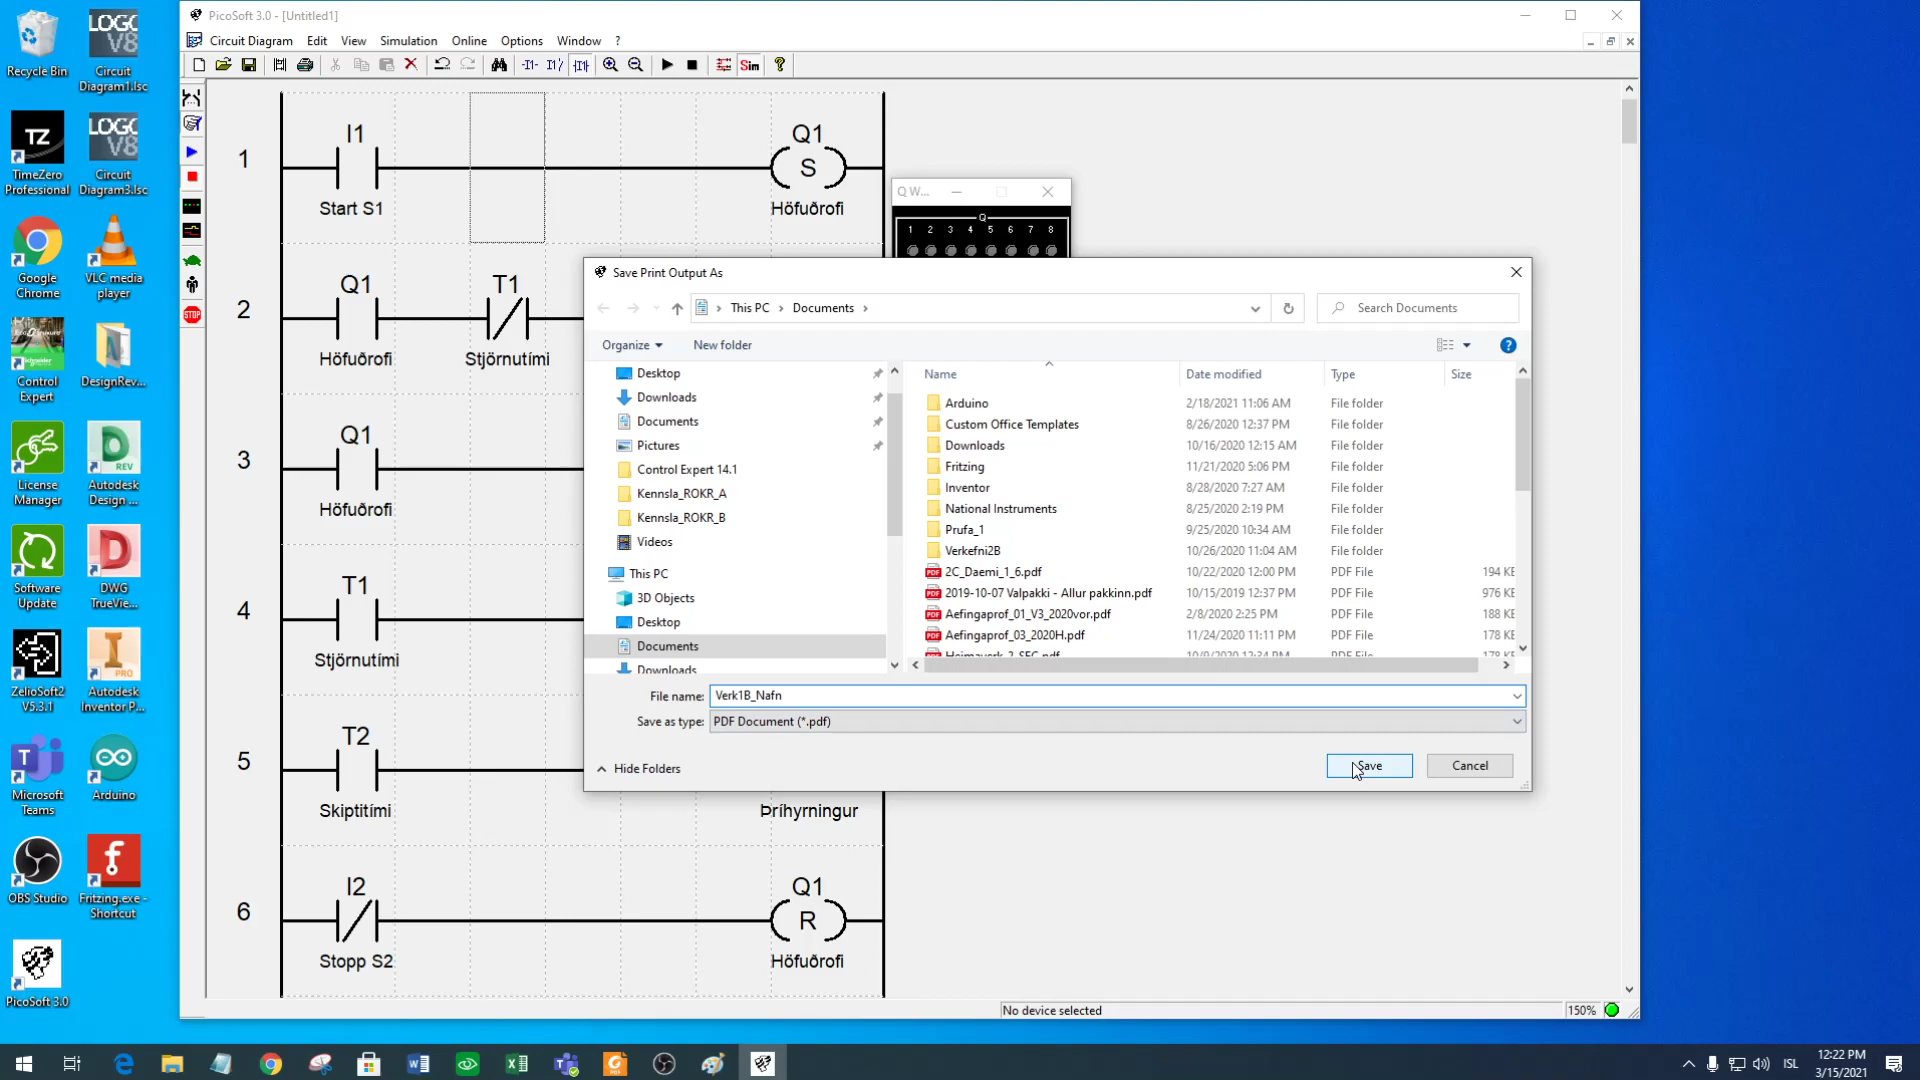 PicoSoft 3.0 - [Untitled1]
Circuit Diagram Edit View Simulation Online Options Window ?
Sim
STOP
Recycle Bin
Circuit Diagram1.lsc
TimeZero Professional
Circuit Diagram3.lsc
Google Chrome
VLC media player
Control Expert
DesignRev...
License Manager
Autodesk Design ...
Software Update
DWG TrueVie...
ZelioSoft2 V5.3.1
Autodesk Inventor P...
Microsoft Teams
Arduino
OBS Studio
Fritzing.exe - Shortcut
PicoSoft 3.0
1
I1
Start S1
Q1
S
Höfuðrofi
2
Q1
Höfuðrofi
T1
Stjörnutími
3
Q1
Höfuðrofi
4
T1
Stjörnutími
5
T2
Skiptitími
Þríhyrningur
6
I2
Stopp S2
Q1
R
Höfuðrofi
Q W...
Q
1 2 3 4 5 6 7 8
Save Print Output As
This PC > Documents >
Search Documents
Organize
New folder
Desktop
Downloads
Documents
Pictures
Control Expert 14.1
Kennsla_ROKR_A
Kennsla_ROKR_B
Videos
This PC
3D Objects
Desktop
Documents
Downloads
Name Date modified Type Size
Arduino 2/18/2021 11:06 AM File folder
Custom Office Templates 8/26/2020 12:37 PM File folder
Downloads 10/16/2020 12:15 AM File folder
Fritzing 11/21/2020 5:06 PM File folder
Inventor 8/28/2020 7:27 AM File folder
National Instruments 8/25/2020 2:19 PM File folder
Prufa_1 9/25/2020 10:34 AM File folder
Verkefni2B 10/26/2020 11:04 AM File folder
2C_Daemi_1_6.pdf 10/22/2020 12:00 PM PDF File 194 KE
2019-10-07 Valpakki - Allur pakkinn.pdf 10/15/2019 12:37 PM PDF File 976 KE
Aefingaprof_01_V3_2020vor.pdf 2/8/2020 2:25 PM PDF File 188 KE
Aefingaprof_03_2020H.pdf 11/24/2020 11:11 PM PDF File 178 KE
File name: Verk1B_Nafn
Save as type: PDF Document (*.pdf)
Hide Folders
Save
Cancel
No device selected
150%
ISL
12:22 PM
3/15/2021